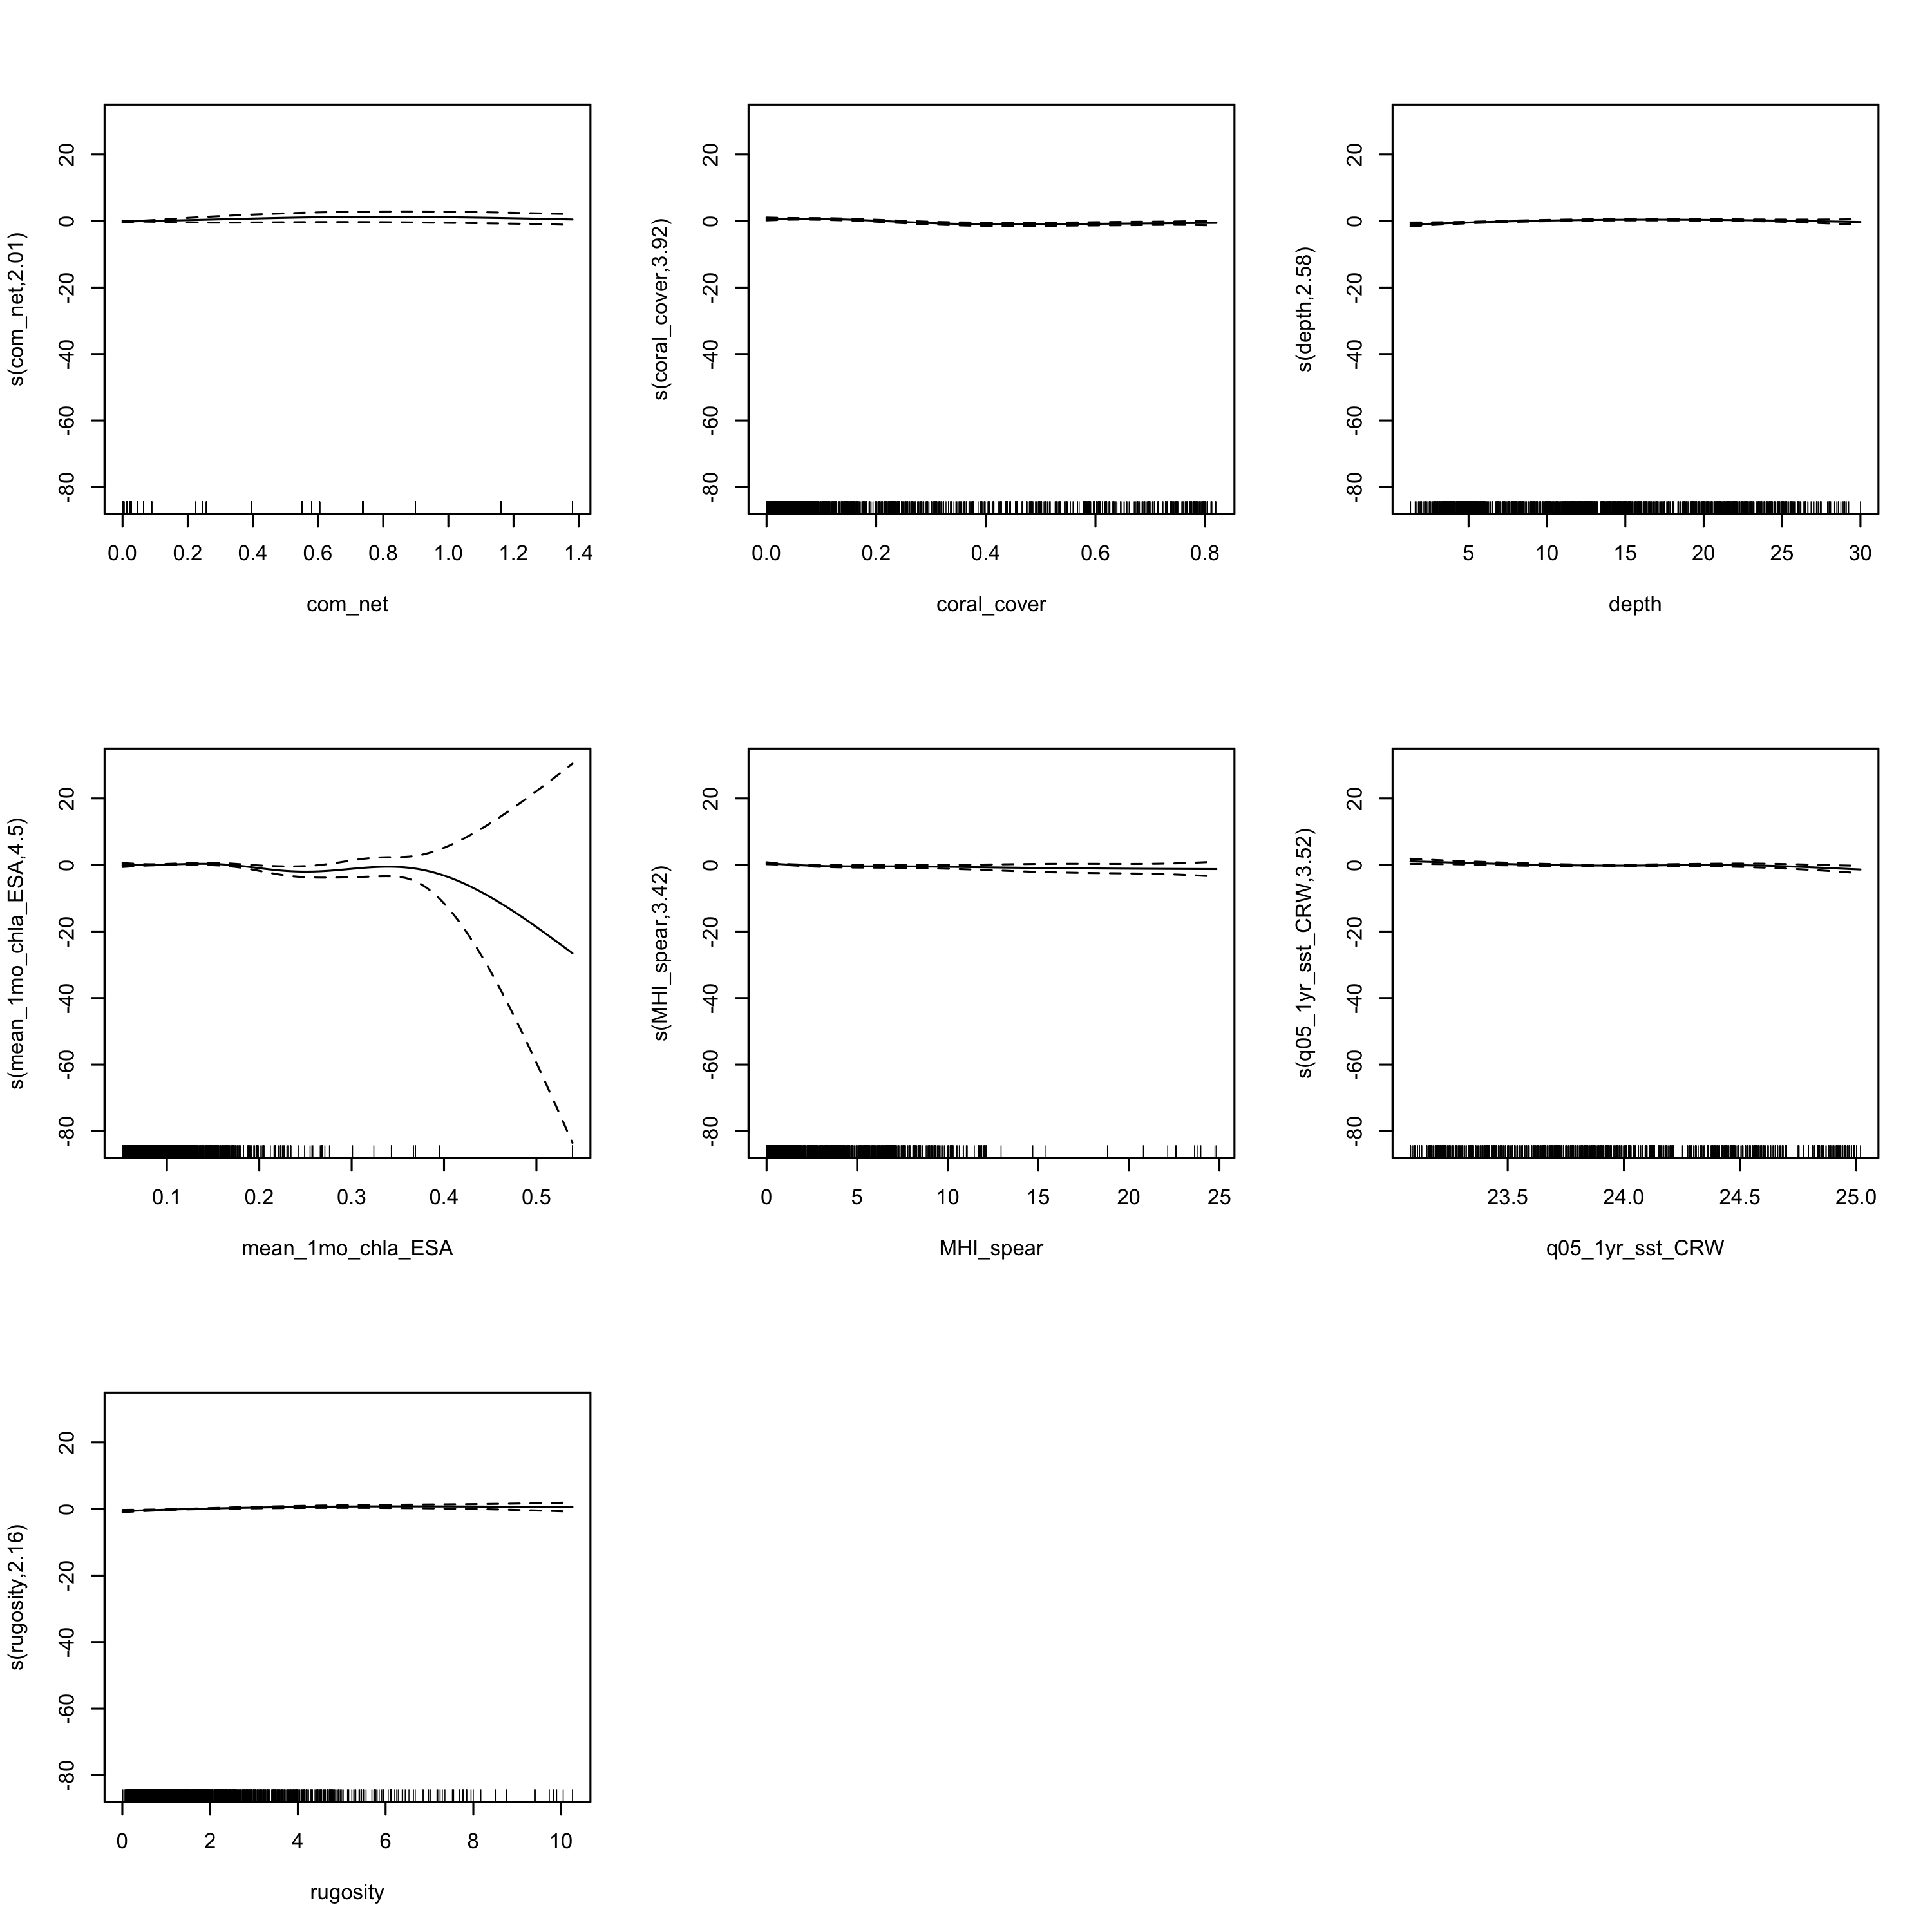 s(com_net,2.01)
20
0
-20
-40
-60
-80
0.0 0.2 0.4 0.6 0.8 1.0 1.2 1.4
com_net
s(coral_cover,3.92)
20
0
-20
-40
-60
-80
0.0 0.2 0.4 0.6 0.8
coral_cover
s(depth,2.58)
20
0
-20
-40
-60
-80
5 10 15 20 25 30
depth
s(mean_1mo_chla_ESA,4.5)
20
0
-20
-40
-60
-80
0.1 0.2 0.3 0.4 0.5
mean_1mo_chla_ESA
s(MHI_spear,3.42)
20
0
-20
-40
-60
-80
0 5 10 15 20 25
MHI_spear
s(q05_1yr_sst_CRW,3.52)
20
0
-20
-40
-60
-80
23.5 24.0 24.5 25.0
q05_1yr_sst_CRW
s(rugosity,2.16)
20
0
-20
-40
-60
-80
0 2 4 6 8 10
rugosity